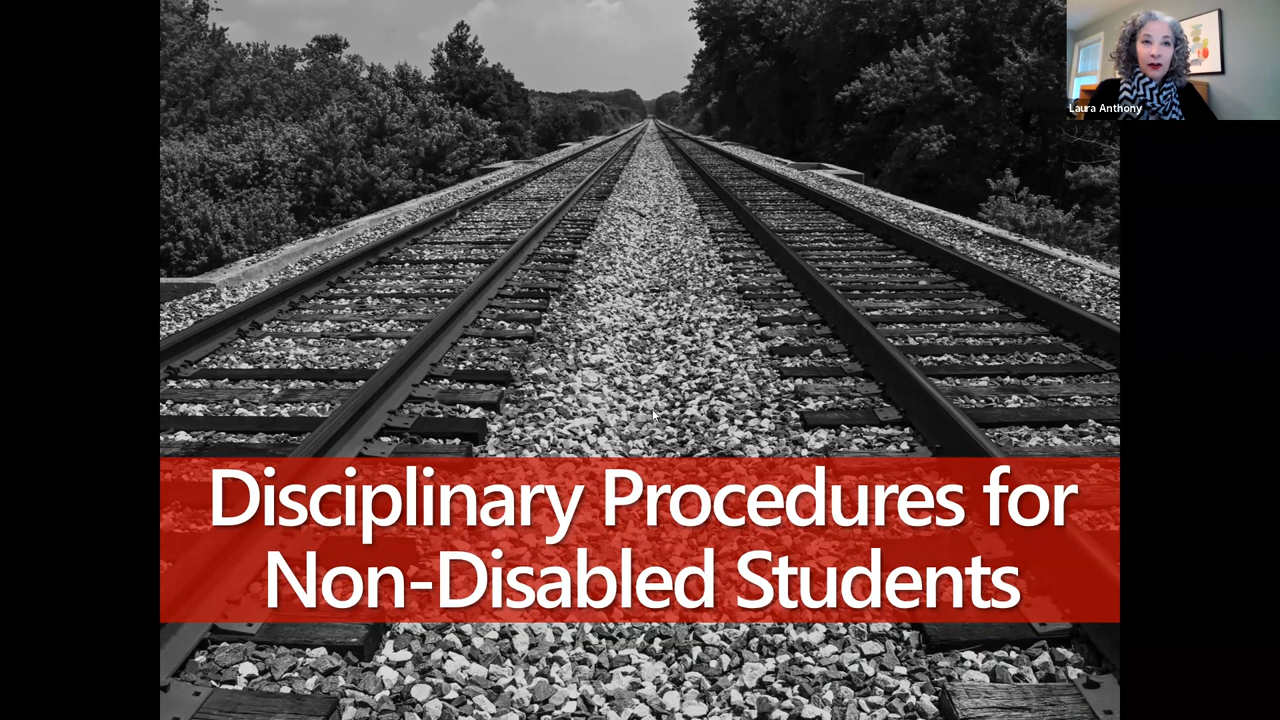 Laura Anthony
Disciplinary Procedures for
Non-Disabled Students